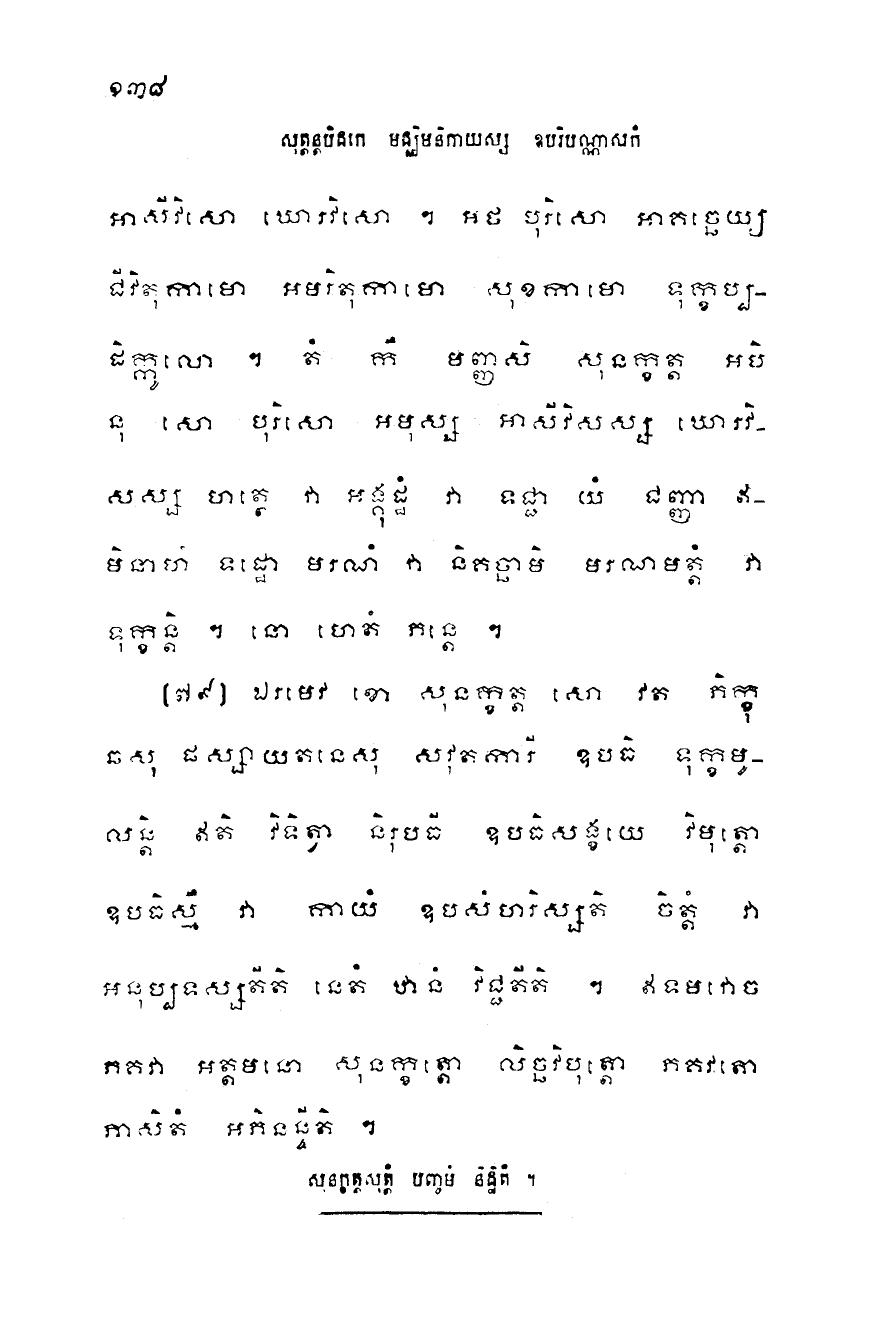 ១៣៨
សុត្តន្តបិដកេ មជ្ឈិមនិកាយស្ស ឧបរិបណ្ណាសកំ
អាសីវិសោ ឃោរវិសោ ។ អថ បុរិសោ អាគច្ឆេយ្យ
ជីវិតុកាមោ អមរិតុកាមោ សុខកាមោ ទុក្ខប្ប-
ដិក្កូលោ ។ តំ កឹ មញ្ញសិ សុនក្ខត្ត អបិ
នុ សោ បុរិសោ អមុស្ស អាសីវិសស្ស ឃោរវិ-
សស្ស ហត្ថេ វា អង្គុដ្ឋំ វា ទជ្ជា យំ ជញ្ញា ឥ-
មិនាហំ ទដ្ឋោ មរណំ វា និគច្ឆាមិ មរណមត្តំ វា
ទុក្ខន្តិ ។ នោ ហេតំ ភន្តេ ។
(៧៩) ឯវមេវ ខោ សុនក្ខត្ត សោ វត ភិក្ខុ
ឆសុ ផស្សាយតនេសុ សំវុតការី ឧបធិ ទុក្ខមូ-
លន្តិ ឥតិ វិទិត្វា និរុបធី ឧបធិសង្ខយេ វិមុត្តោ
ឧបធិស្មឹ វា កាយំ ឧបសំហរិស្សតិ ចិត្តំ វា
អនុប្បទស្សតីតិ នេតំ ឋានំ វិជ្ជតីតិ ។ ឥទមវោច
ភគវា អត្តមនោ សុនក្ខត្តោ លិច្ឆវិបុត្តោ ភគវតោ
ភាសិតំ អភិនន្ទីតិ ។
សុនក្ខត្តសុត្តំ បញ្ចមំ និដ្ឋិតំ ។